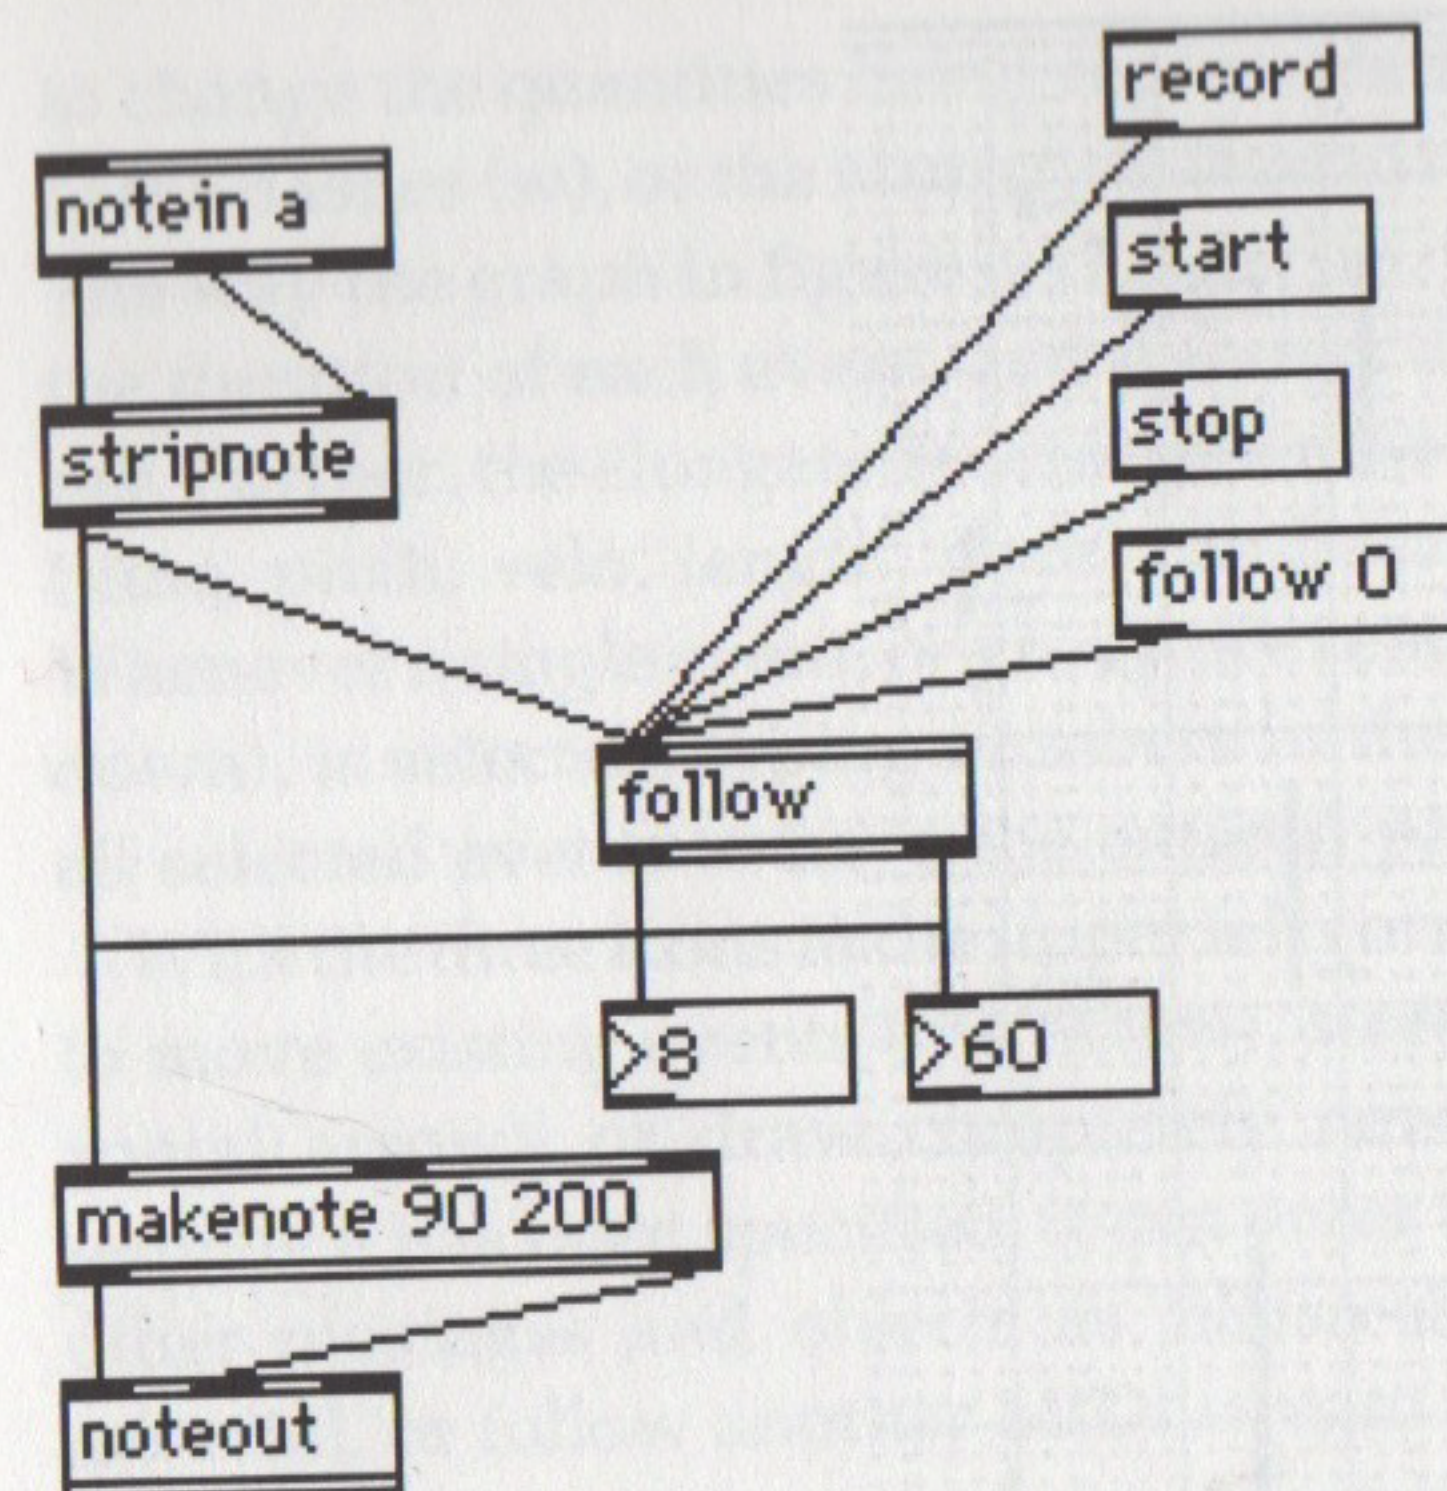 record
notein a
start
stop
stripnote
follow 0
follow
8
60
makenote 90 200
noteout